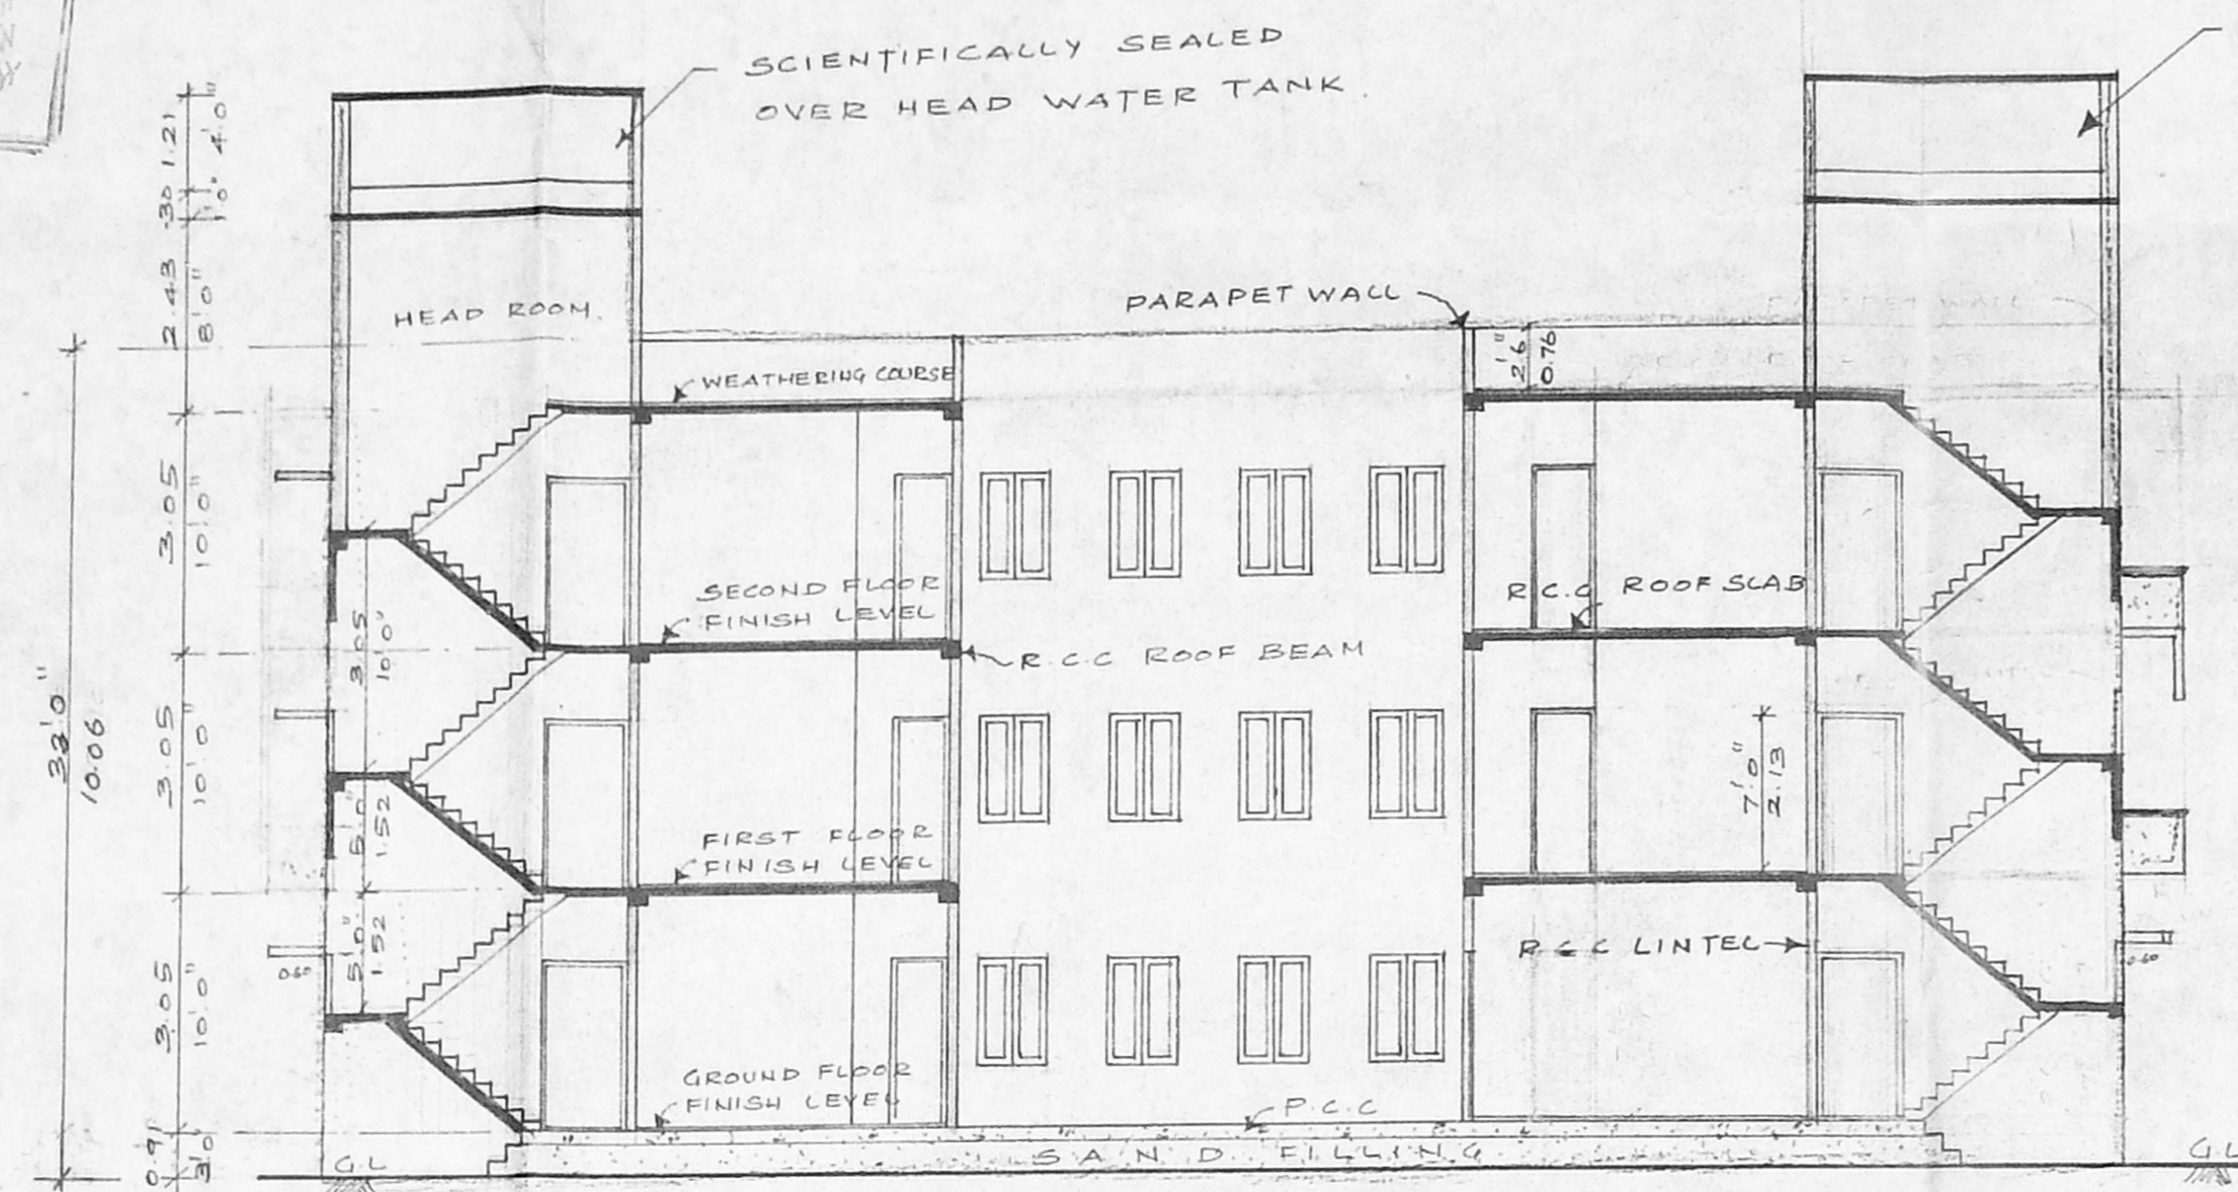 SCIENTIFICALLY SEALED
OVER HEAD WATER TANK.
1.21
4'.0"
.30
1'.0"
2.43
8'.0"
HEAD ROOM.
PARAPET WALL
PARAPET WALL
2'.6"
0.76
WEATHERING COURSE
3.05
10'.0"
SECOND FLOOR
FINISH LEVEL
R.C.C ROOF SLAB
R.C.C ROOF BEAM
3.05
10'.0"
33'.0"
10.06
3.05
10'.0"
7'.0"
2.13
5'.0"
1.52
FIRST FLOOR
FINISH LEVEL
5'.0"
1.52
R.C.C LINTEL
0.60
0.60
3.05
10'.0"
GROUND FLOOR
FINISH LEVEL
P.C.C
SAND FILLING
0.91
3'.0"
G.L
G.L